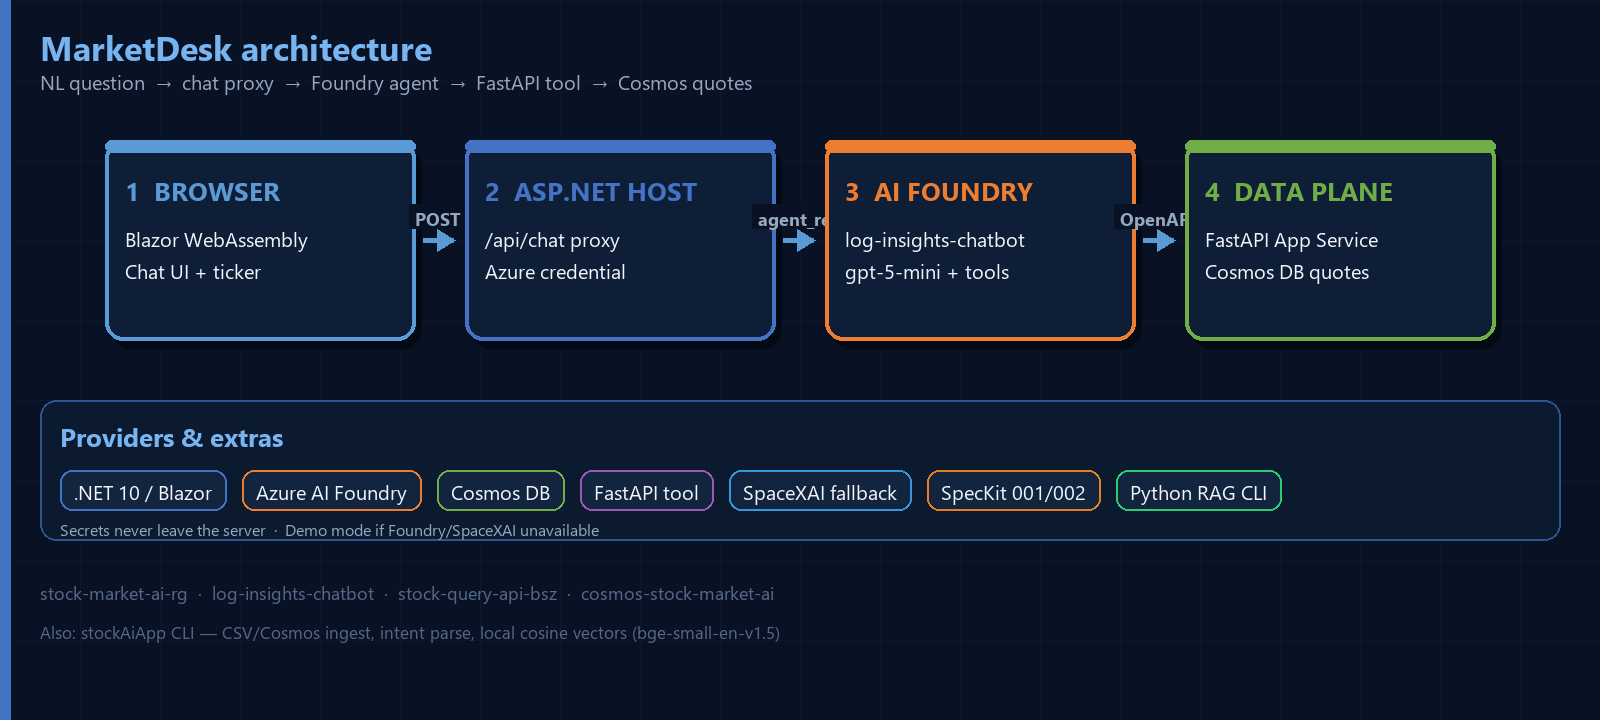 MarketDesk architecture
NL question → chat proxy → Foundry agent → FastAPI tool → Cosmos quotes
1 BROWSER
Blazor WebAssembly
Chat UI + ticker
POST
2 ASP.NET HOST
/api/chat proxy
Azure credential
agent_re
3 AI FOUNDRY
log-insights-chatbot
gpt-5-mini + tools
OpenAP
4 DATA PLANE
FastAPI App Service
Cosmos DB quotes
Providers & extras
.NET 10 / Blazor
Azure AI Foundry
Cosmos DB
FastAPI tool
SpaceXAI fallback
SpecKit 001/002
Python RAG CLI
Secrets never leave the server · Demo mode if Foundry/SpaceXAI unavailable
stock-market-ai-rg · log-insights-chatbot · stock-query-api-bsz · cosmos-stock-market-ai
Also: stockAiApp CLI — CSV/Cosmos ingest, intent parse, local cosine vectors (bge-small-en-v1.5)